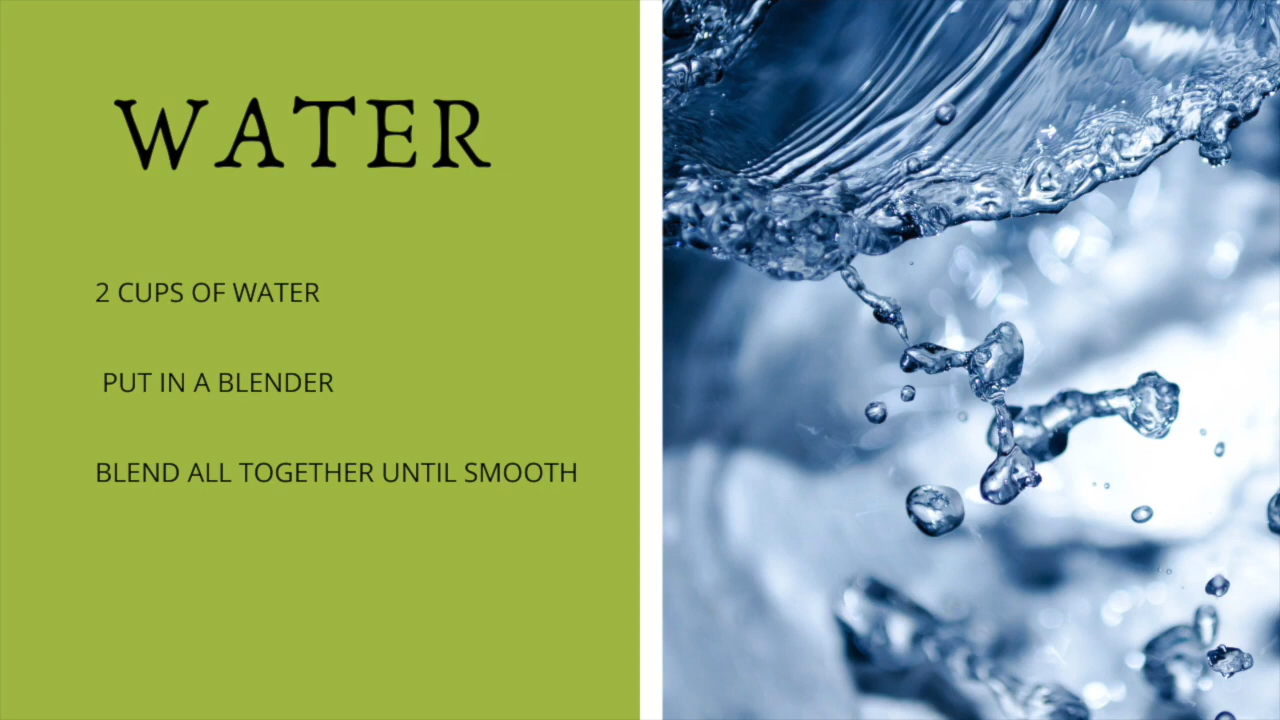 WATER
2 CUPS OF WATER
PUT IN A BLENDER
BLEND ALL TOGETHER UNTIL SMOOTH